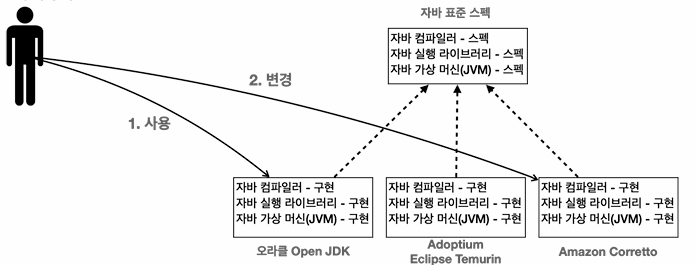 자바 표준 스펙
자바 컴파일러 - 스펙
자바 실행 라이브러리 - 스펙
자바 가상 머신(JVM) - 스펙
2. 변경
1. 사용
자바 컴파일러 - 구현
자바 실행 라이브러리 - 구현
자바 가상 머신(JVM) - 구현
오라클 Open JDK
자바 컴파일러 - 구현
자바 실행 라이브러리 - 구현
자바 가상 머신(JVM) - 구현
Adoptium
Eclipse Temurin
자바 컴파일러 - 구현
자바 실행 라이브러리 - 구현
자바 가상 머신(JVM) - 구현
Amazon Corretto